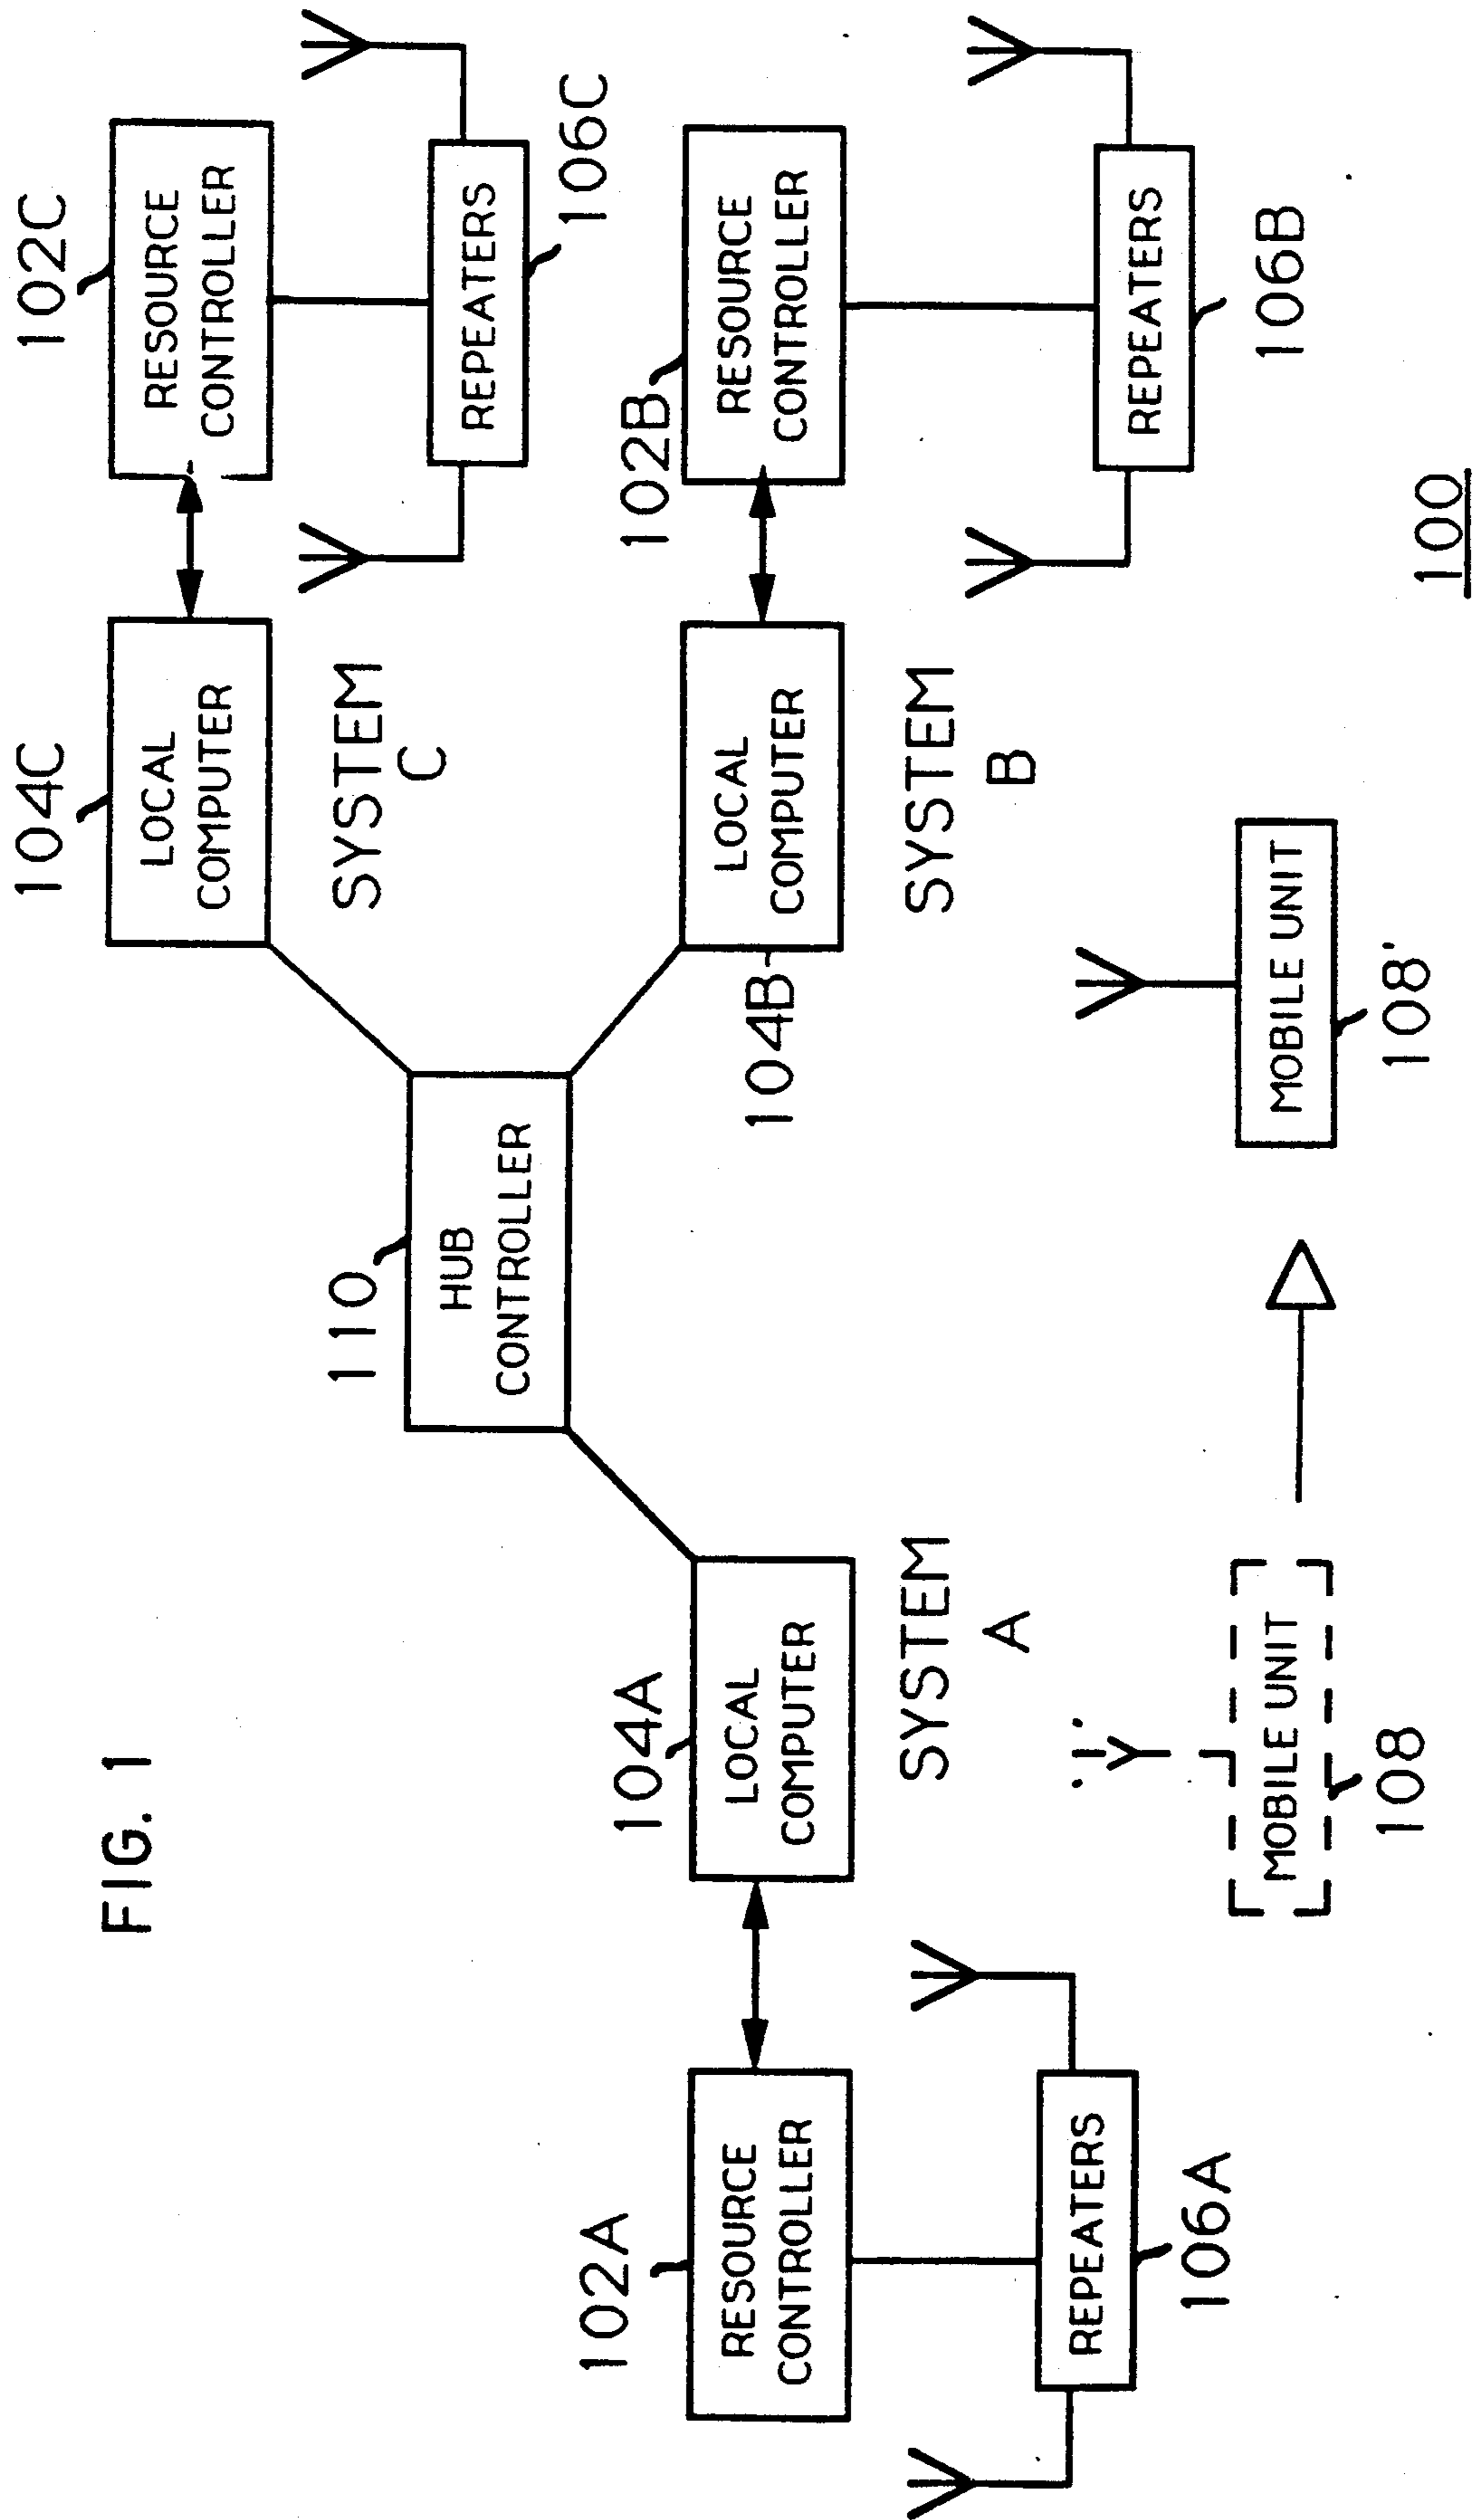 FIG. 1
102C
RESOURCE
CONTROLLER
104C
LOCAL
COMPUTER
SYSTEM
C
REPEATERS
106C
110
HUB
CONTROLLER
102B
RESOURCE
CONTROLLER
104B
LOCAL
COMPUTER
SYSTEM
B
REPEATERS
106B
104A
LOCAL
COMPUTER
SYSTEM
A
102A
RESOURCE
CONTROLLER
REPEATERS
106A
MOBILE UNIT
108
MOBILE UNIT
108'
100